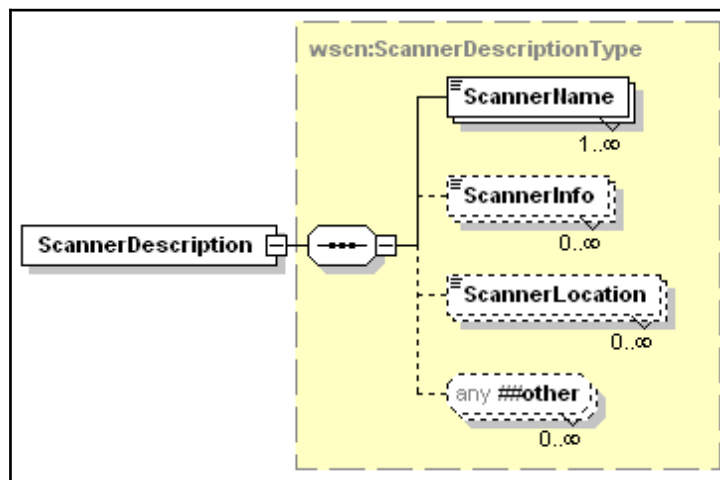 wscn:ScannerDescriptionType
ScannerName
1..∞
ScannerInfo
0..∞
ScannerDescription
ScannerLocation
0..∞
any ##other
0..∞